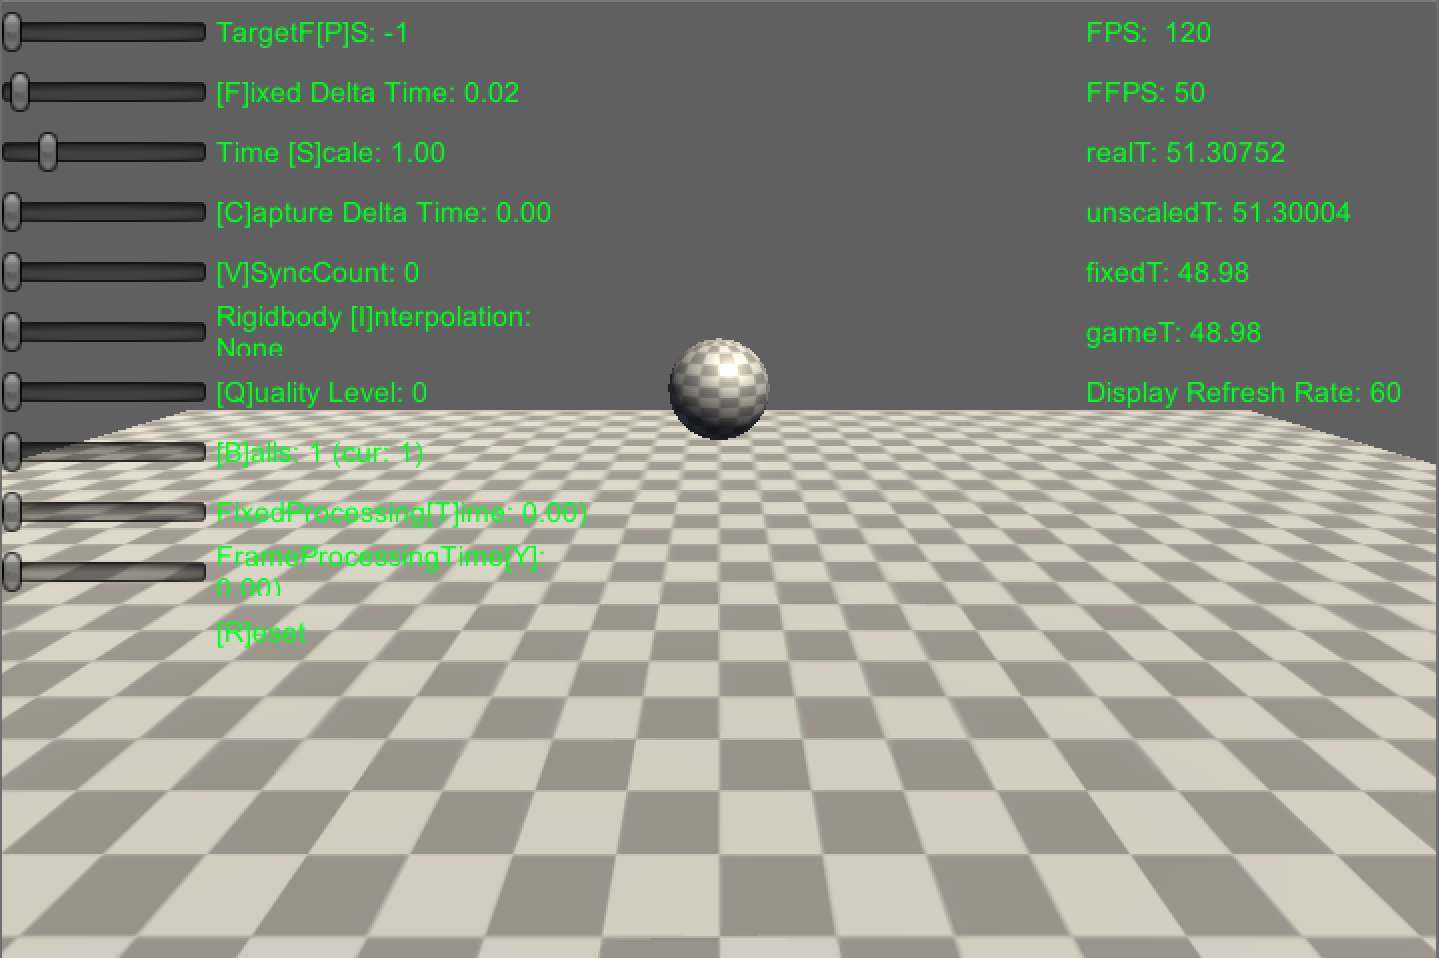 TargetF[P]S: -1
FPS: 120
[F]ixed Delta Time: 0.02
FFPS: 50
Time [S]cale: 1.00
realT: 51.30752
[C]apture Delta Time: 0.00
unscaledT: 51.30004
[V]SyncCount: 0
fixedT: 48.98
Rigidbody [I]nterpolation:
None
gameT: 48.98
[Q]uality Level: 0
Display Refresh Rate: 60
[B]alls: 1 (cur: 1)
FixedProcessing[T]ime: 0.00)
FrameProcessingTime[Y]:
0.00)
[R]eset